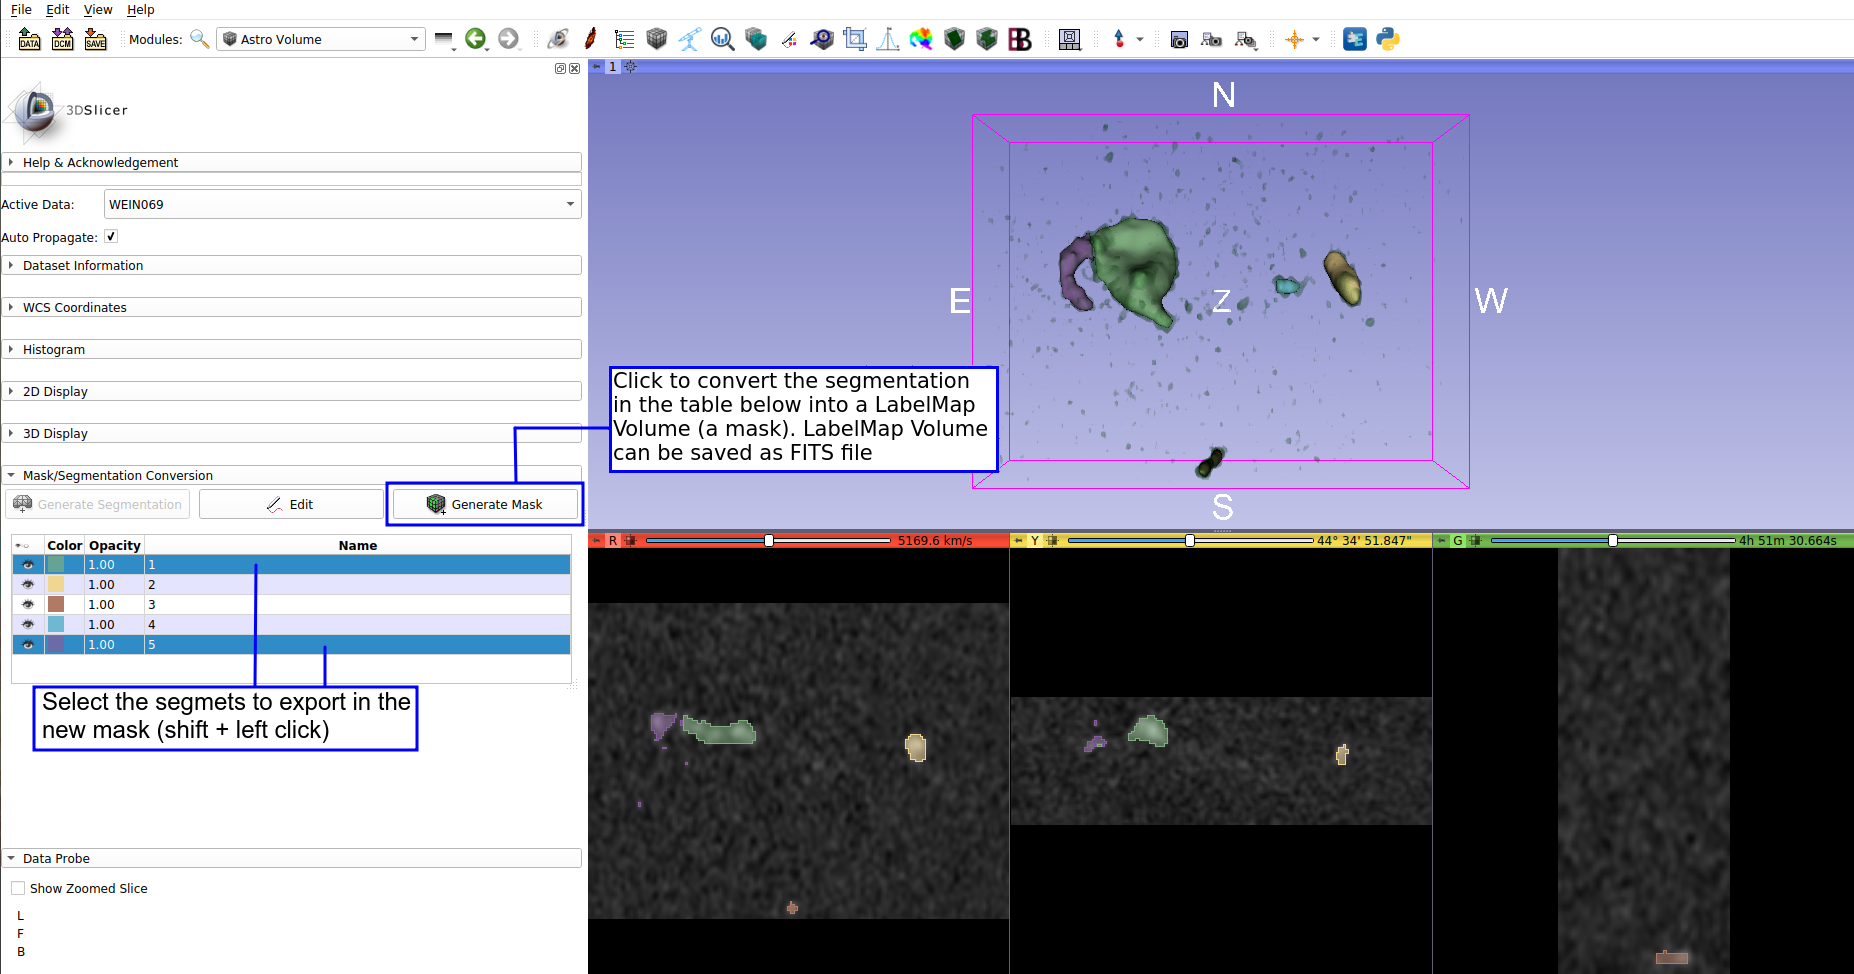 File Edit View Help
DATA DCM SAVE Modules: Astro Volume
1
3DSlicer
Help & Acknowledgement
Active Data: WEIN069
Auto Propagate:
Dataset Information
WCS Coordinates
Histogram
2D Display
3D Display
Mask/Segmentation Conversion
Generate Segmentation Edit Generate Mask
Color Opacity Name
1.00 1
1.00 2
1.00 3
1.00 4
1.00 5
Select the segmets to export in the
new mask (shift + left click)
Data Probe
Show Zoomed Slice
L
F
B
N
E Z W
S
Click to convert the segmentation
in the table below into a LabelMap
Volume (a mask). LabelMap Volume
can be saved as FITS file
R 5169.6 km/s
Y 44° 34' 51.847"
G 4h 51m 30.664s